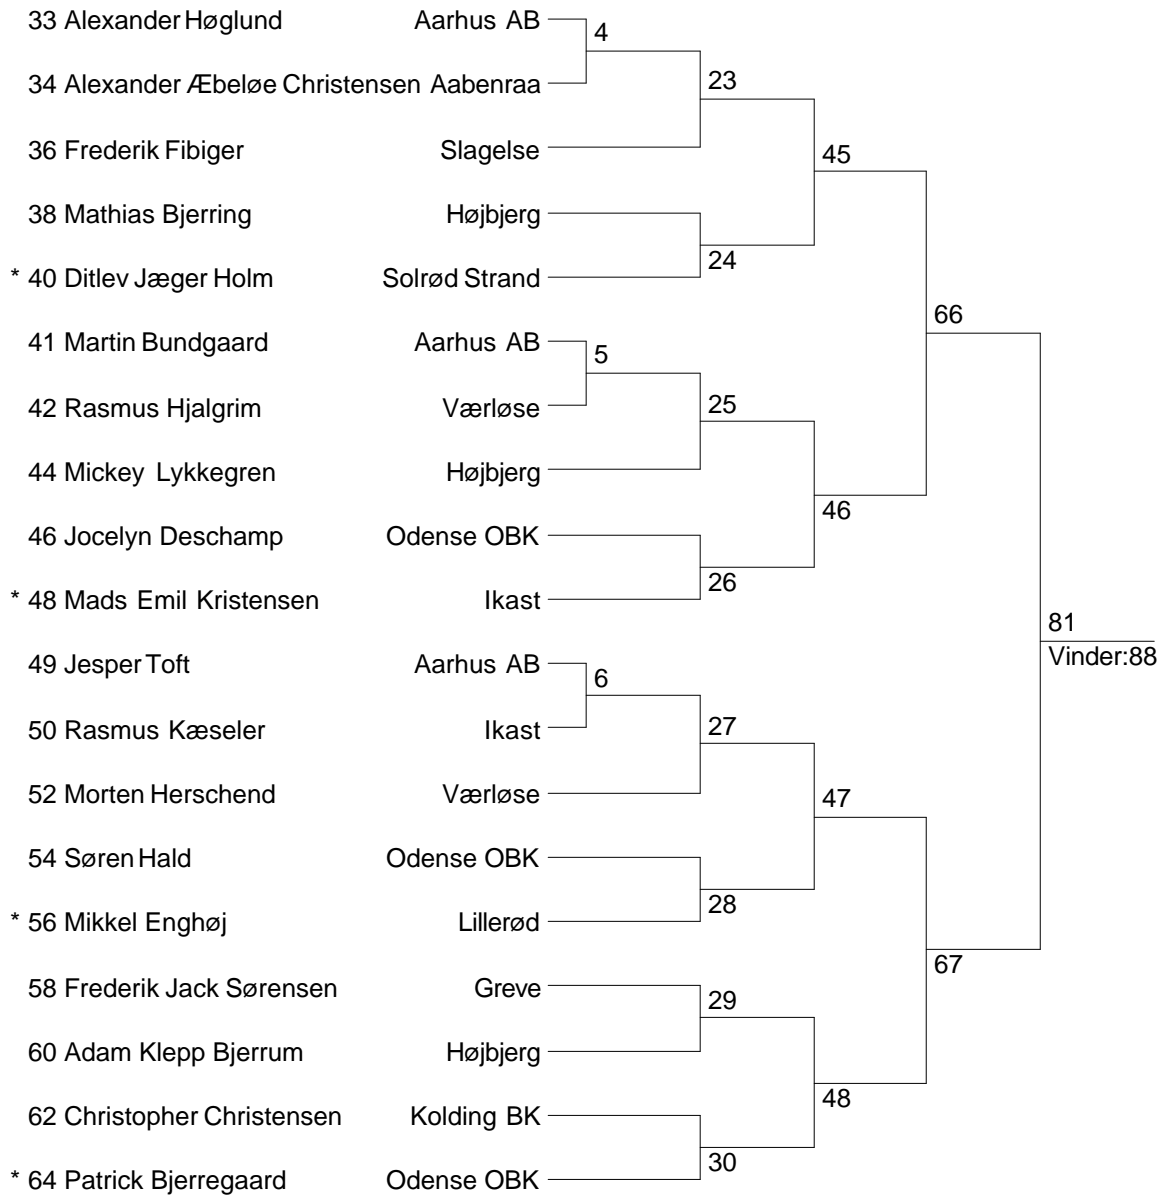 33 Alexander Høglund Aarhus AB
4
34 Alexander Æbeløe Christensen Aabenraa
23
36 Frederik Fibiger Slagelse
45
38 Mathias Bjerring Højbjerg
24
* 40 Ditlev Jæger Holm Solrød Strand
66
41 Martin Bundgaard Aarhus AB
5
42 Rasmus Hjalgrim Værløse
25
44 Mickey Lykkegren Højbjerg
46
46 Jocelyn Deschamp Odense OBK
26
* 48 Mads Emil Kristensen Ikast
81
Vinder:88
49 Jesper Toft Aarhus AB
6
50 Rasmus Kæseler Ikast
27
52 Morten Herschend Værløse
47
54 Søren Hald Odense OBK
28
* 56 Mikkel Enghøj Lillerød
67
58 Frederik Jack Sørensen Greve
29
60 Adam Klepp Bjerrum Højbjerg
48
62 Christopher Christensen Kolding BK
30
* 64 Patrick Bjerregaard Odense OBK